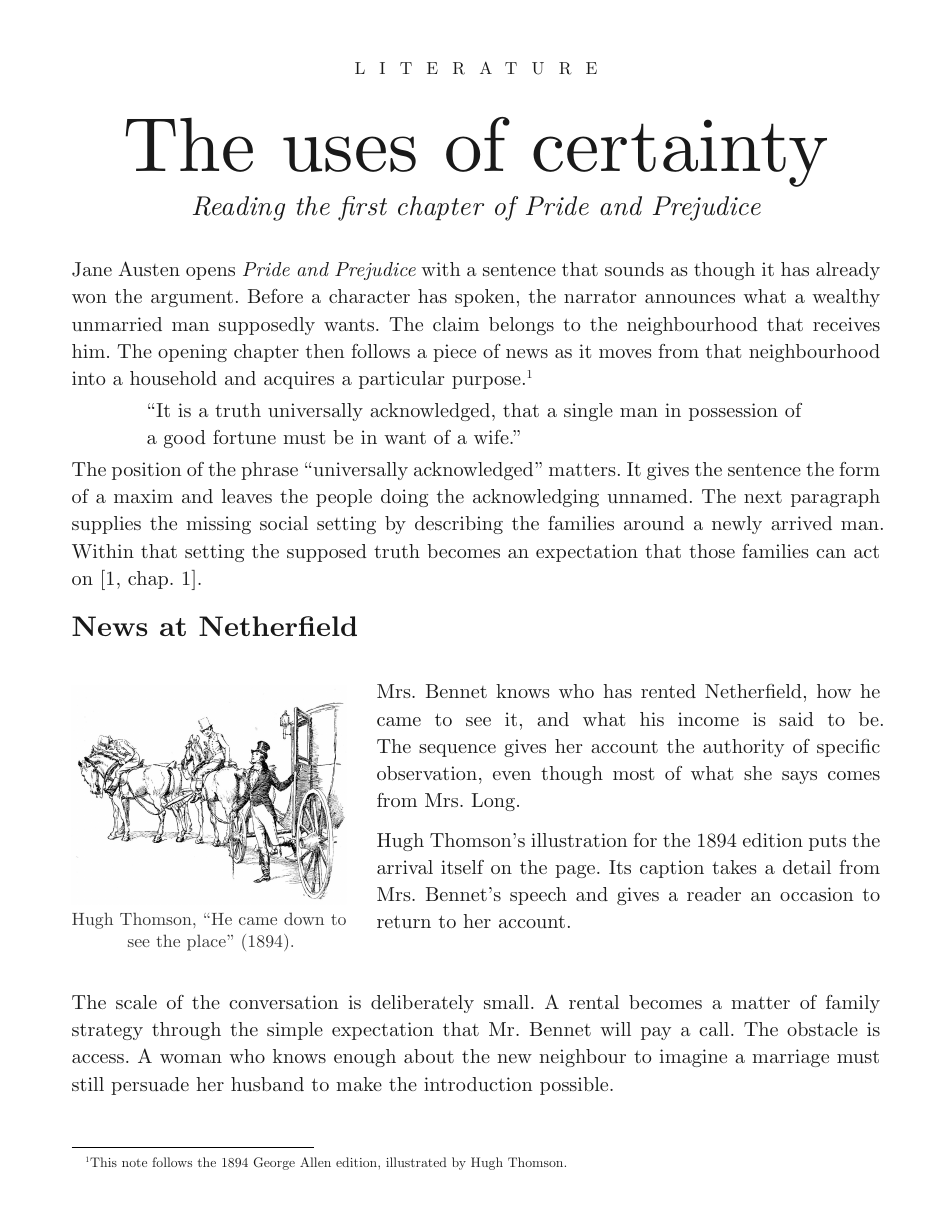 LITERATURE
The uses of certainty
Reading the first chapter of Pride and Prejudice
Jane Austen opens Pride and Prejudice with a sentence that sounds as though it has already
won the argument. Before a character has spoken, the narrator announces what a wealthy
unmarried man supposedly wants. The claim belongs to the neighbourhood that receives
him. The opening chapter then follows a piece of news as it moves from that neighbourhood
into a household and acquires a particular purpose.1
“It is a truth universally acknowledged, that a single man in possession of
a good fortune must be in want of a wife.”
The position of the phrase “universally acknowledged” matters. It gives the sentence the form
of a maxim and leaves the people doing the acknowledging unnamed. The next paragraph
supplies the missing social setting by describing the families around a newly arrived man.
Within that setting the supposed truth becomes an expectation that those families can act
on [1, chap. 1].
News at Netherfield
Hugh Thomson, “He came down to
see the place” (1894).
Mrs. Bennet knows who has rented Netherfield, how he
came to see it, and what his income is said to be.
The sequence gives her account the authority of specific
observation, even though most of what she says comes
from Mrs. Long.
Hugh Thomson’s illustration for the 1894 edition puts the
arrival itself on the page. Its caption takes a detail from
Mrs. Bennet’s speech and gives a reader an occasion to
return to her account.
The scale of the conversation is deliberately small. A rental becomes a matter of family
strategy through the simple expectation that Mr. Bennet will pay a call. The obstacle is
access. A woman who knows enough about the new neighbour to imagine a marriage must
still persuade her husband to make the introduction possible.
1This note follows the 1894 George Allen edition, illustrated by Hugh Thomson.